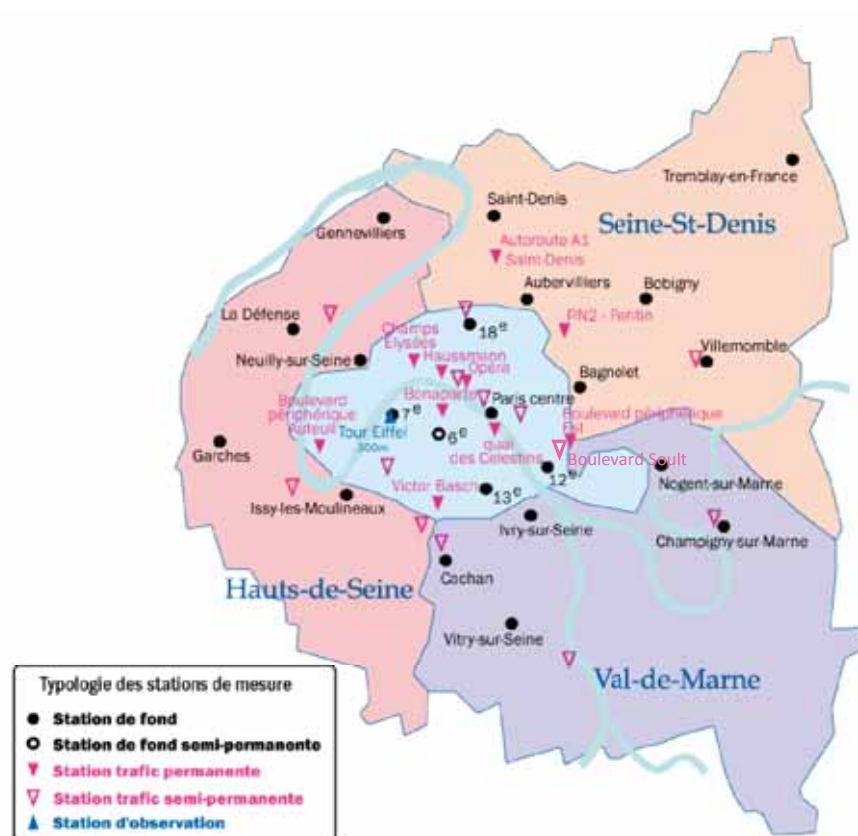 Tremblay-en-France
Saint-Denis
Seine-St-Denis
Gennevilliers
Autoroute A1
Saint-Denis
Aubervilliers
Bobigny
La Défense
18e
RN2 - Pantin
Champs
Elysées
Villemomble
Neuilly-sur-Seine
Haussmann
Opéra
Bagnolet
Bonaparte
Paris centre
Boulevard
périphérique
Auteuil
7e
Boulevard périphérique
Est
Tour Eiffel
300m
6e
quai
des Célestins
Garches
Boulevard Soult
12e
Nogent-sur-Marne
Victor Basch
13e
Issy-les-Moulineaux
Ivry-sur-Seine
Champigny-sur-Marne
Cachan
Hauts-de-Seine
Vitry-sur-Seine
Val-de-Marne
Typologie des stations de mesure
Station de fond
Station de fond semi-permanente
Station trafic permanente
Station trafic semi-permanente
Station d'observation